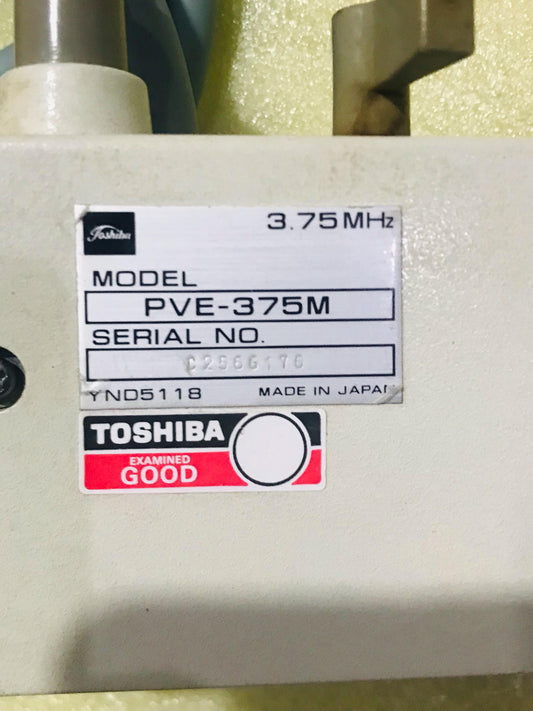 Toshiba
3.75MHz
MODEL
PVE-375M
SERIAL NO.
YND5118
MADE IN JAPAN
TOSHIBA
EXAMINED
GOOD